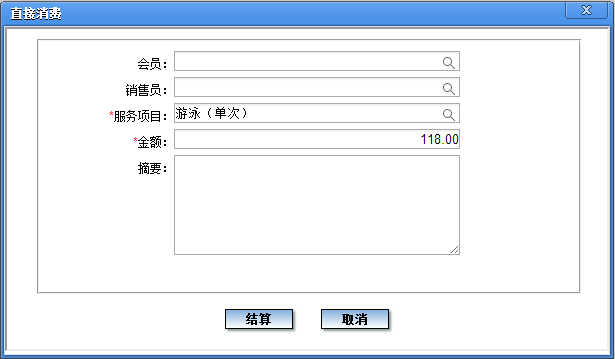 直接消费
会员：
销售员：
*服务项目：游泳（单次）
*金额：118.00
摘要：
结算 取消